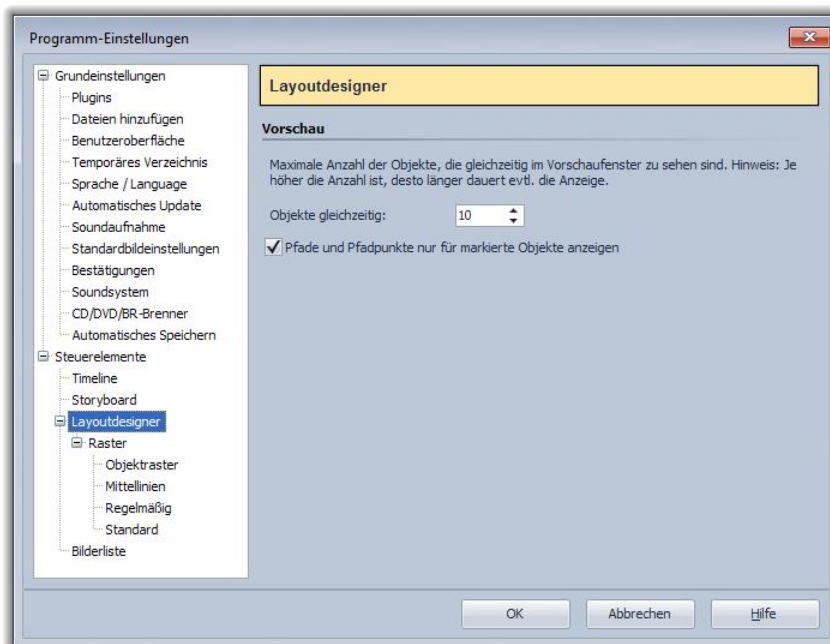 Programm-Einstellungen
Grundeinstellungen
Plugins
Dateien hinzufügen
Benutzeroberfläche
Temporäres Verzeichnis
Sprache / Language
Automatisches Update
Soundaufnahme
Standardbildeinstellungen
Bestätigungen
Soundsystem
CD/DVD/BR-Brenner
Automatisches Speichern
Steuerelemente
Timeline
Storyboard
Layoutdesigner
Raster
Objektraster
Mittellinien
Regelmäßig
Standard
Bilderliste
Layoutdesigner
Vorschau
Maximale Anzahl der Objekte, die gleichzeitig im Vorschaufenster zu sehen sind. Hinweis: Je
höher die Anzahl ist, desto länger dauert evtl. die Anzeige.
Objekte gleichzeitig: 10
Pfade und Pfadpunkte nur für markierte Objekte anzeigen
OK Abbrechen Hilfe